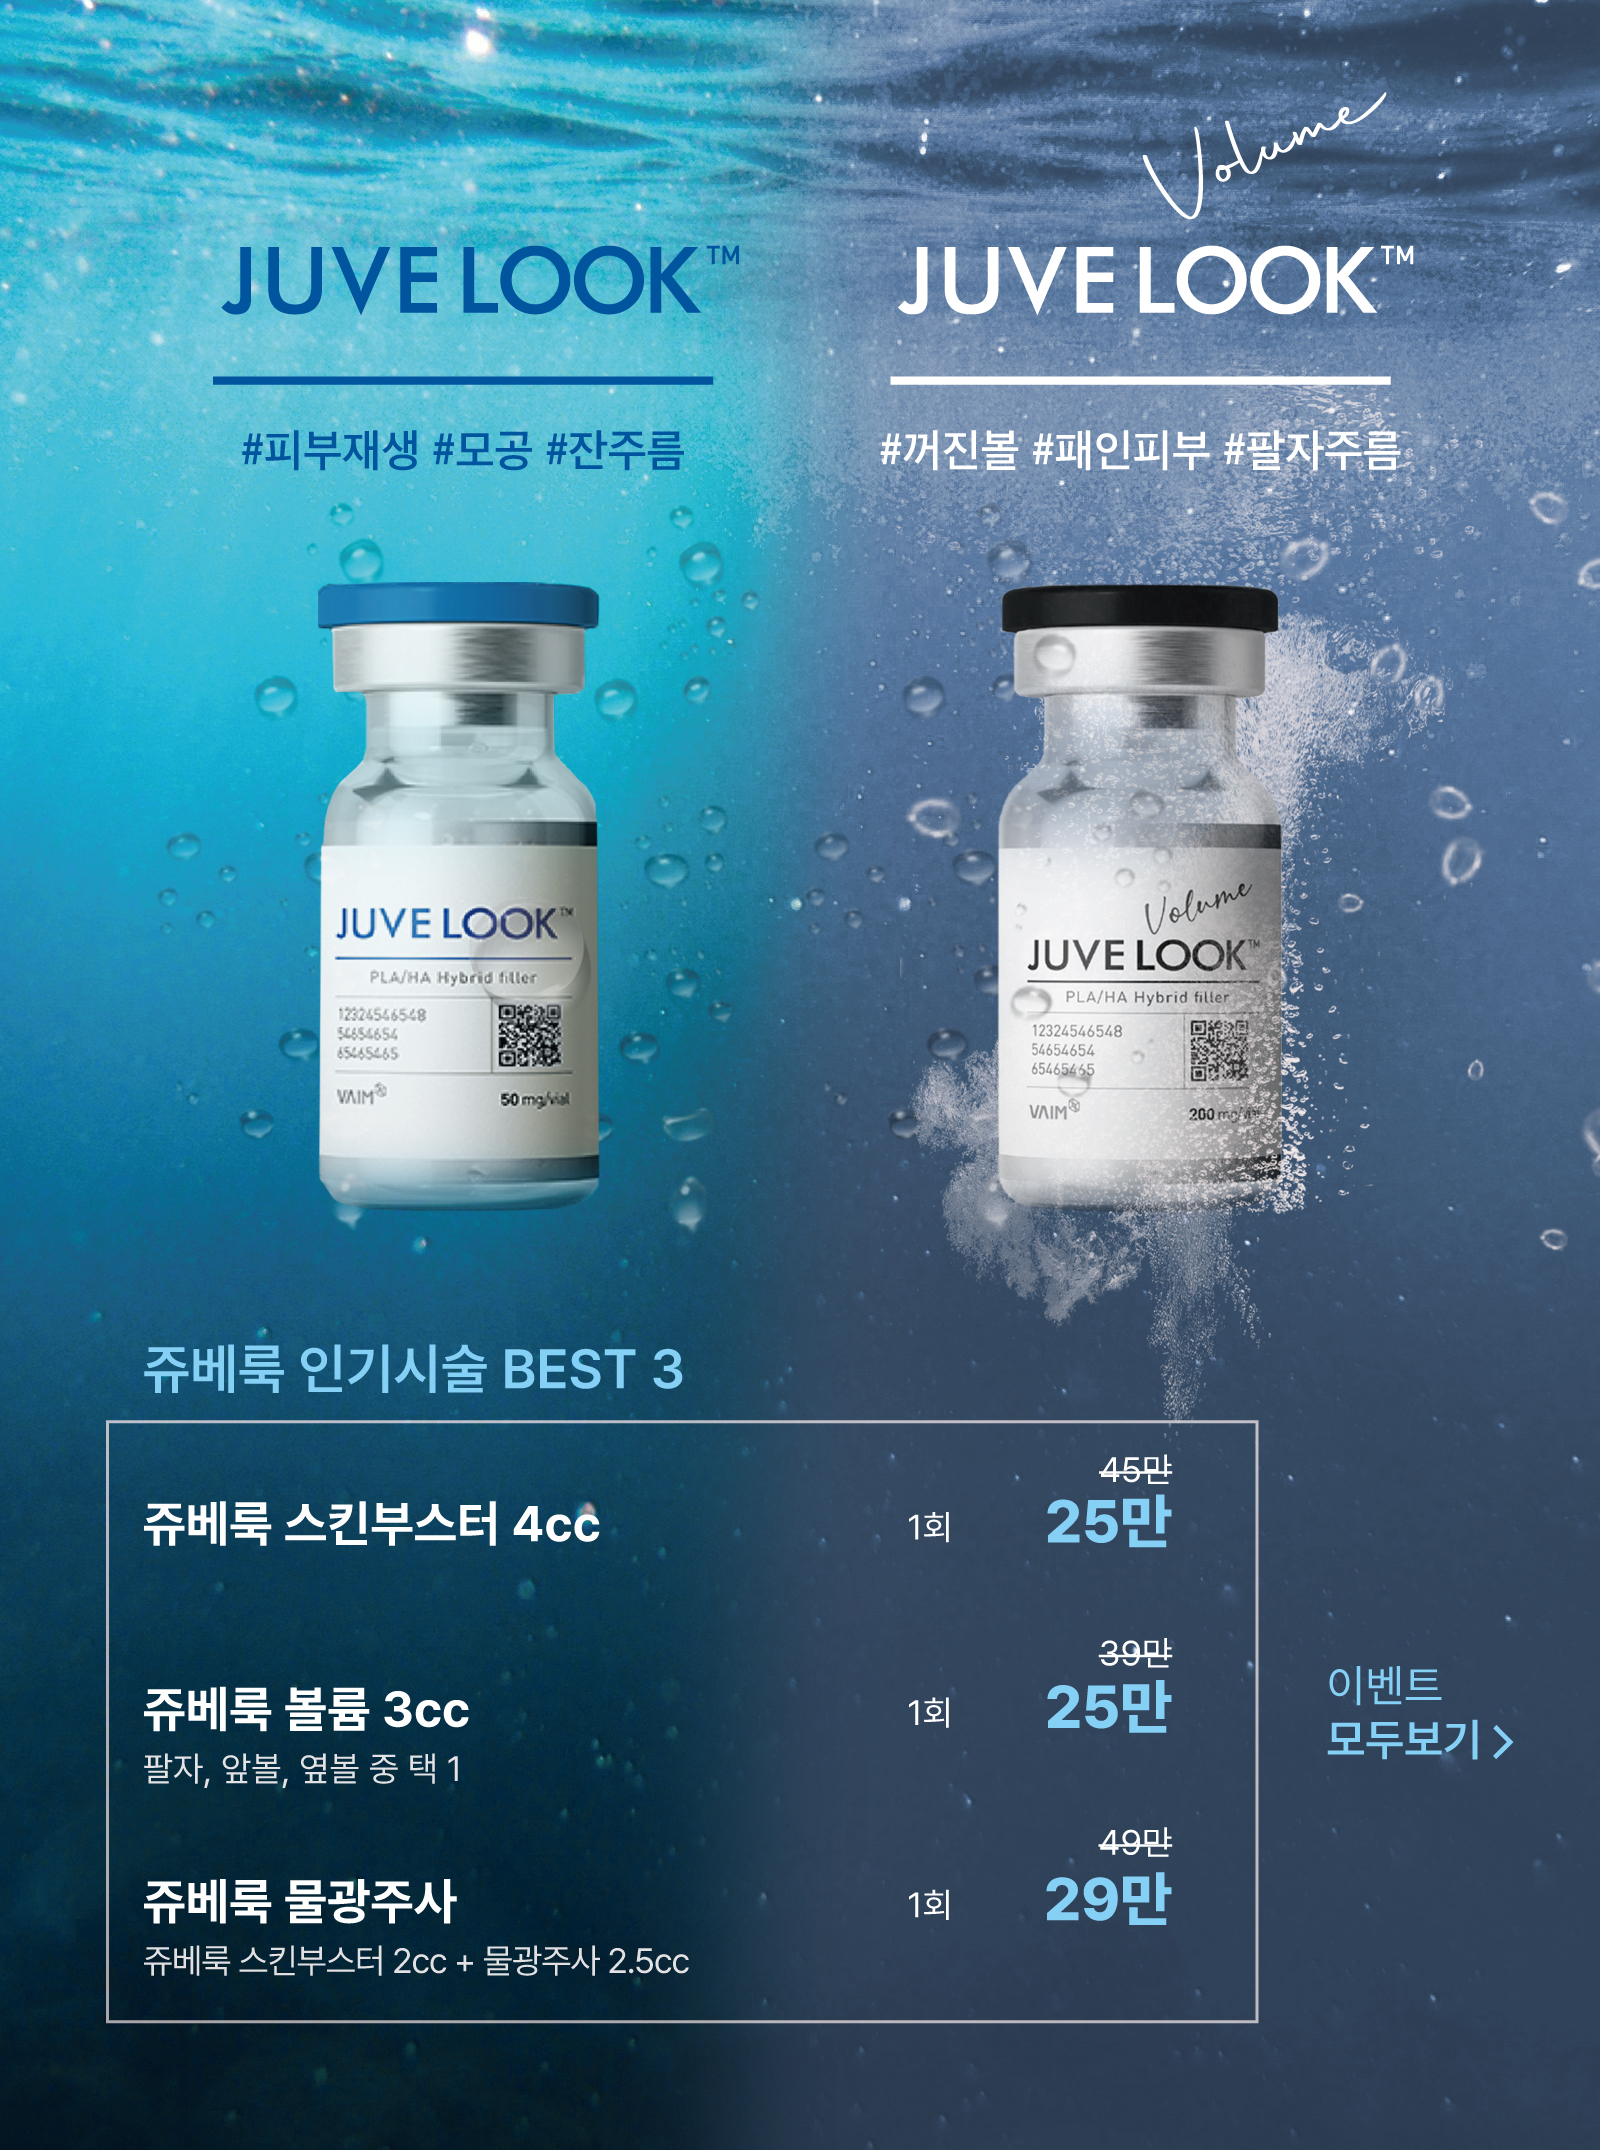 JUVE LOOK™
#피부재생 #모공 #잔주름
Volume
JUVE LOOK™
#꺼진볼 #패인피부 #팔자주름
JUVE LOOK™
PLA/HA Hybrid filler
12324546548
54654654
65465465
VAIM
50 mg/vial
Volume
JUVE LOOK™
PLA/HA Hybrid filler
12324546548
54654654
65465465
VAIM
200 mg/vial
쥬베룩 인기시술 BEST 3
45만
쥬베룩 스킨부스터 4cc 1회 25만
39만
쥬베룩 볼륨 3cc 1회 25만
팔자, 앞볼, 옆볼 중 택 1
49만
쥬베룩 물광주사 1회 29만
쥬베룩 스킨부스터 2cc + 물광주사 2.5cc
이벤트
모두보기 >